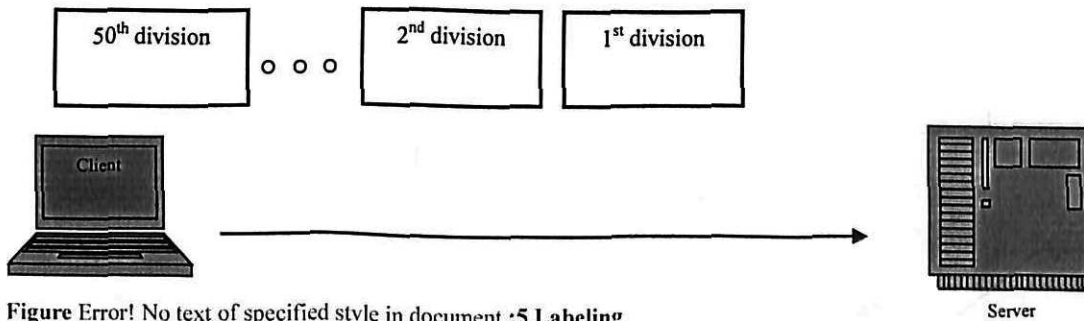 50th division
2nd division
1st division
Client
Server
Figure Error! No text of specified style in document.:5 Labeling